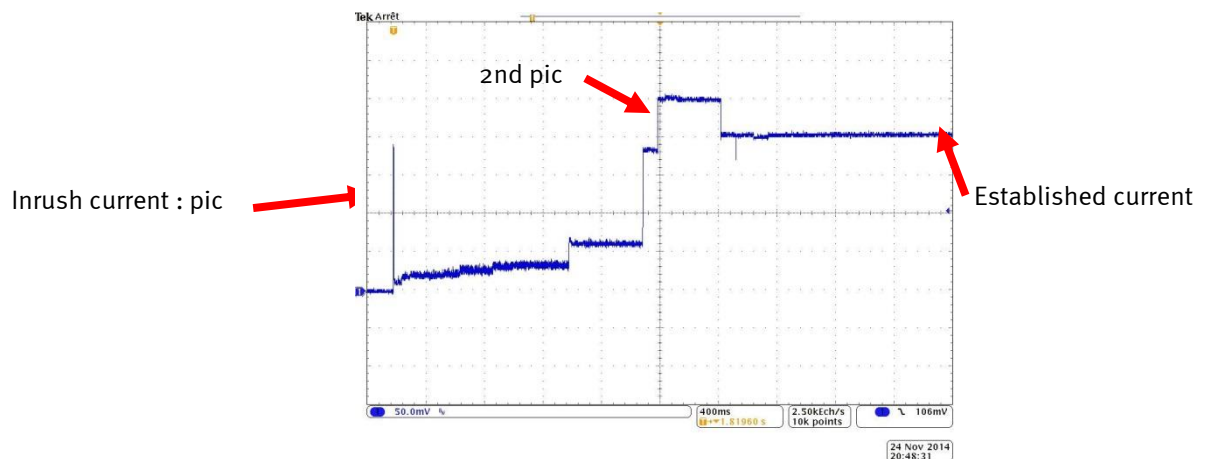 Tek Arrêt
T
2nd pic
Inrush current : pic
Established current
50.0mV
400ms
1.81960 s
2.50kÉch/s
10k points
106mV
24 Nov 2014
20:48:31